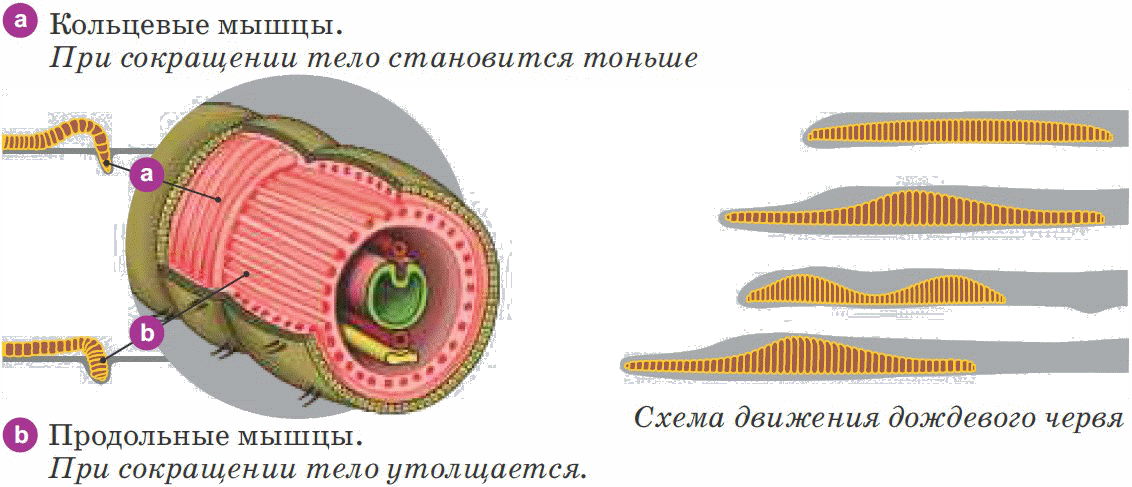 a Кольцевые мышцы.
При сокращении тело становится тоньше
a
b
Схема движения дождевого червя
b Продольные мышцы.
При сокращении тело утолщается.